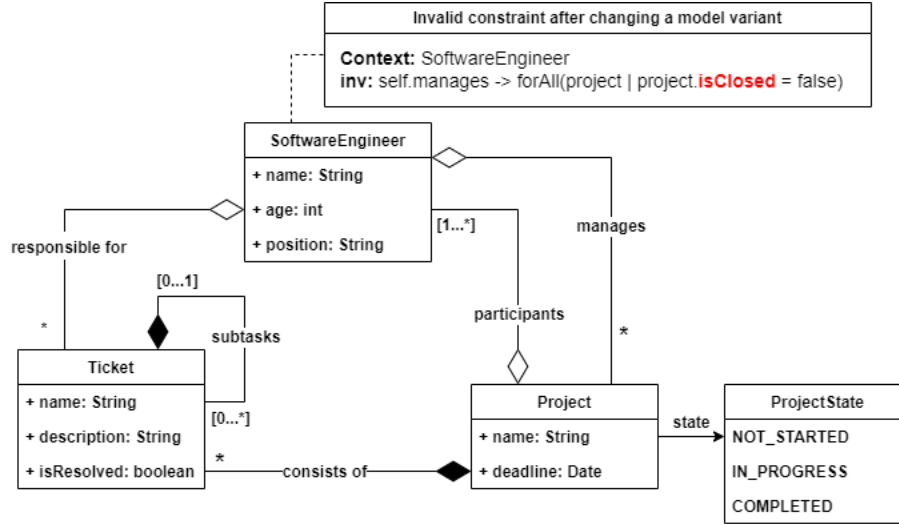 Invalid constraint after changing a model variant
Context: SoftwareEngineer
inv: self.manages -> forAll(project | project.isClosed = false)
SoftwareEngineer
+ name: String
+ age: int
+ position: String
[1...*]
manages
responsible for
[0...1]
subtasks
participants
*
*
Ticket
+ name: String
+ description: String
+ isResolved: boolean
[0...*]
*
consists of
Project
+ name: String
+ deadline: Date
state
ProjectState
NOT_STARTED
IN_PROGRESS
COMPLETED